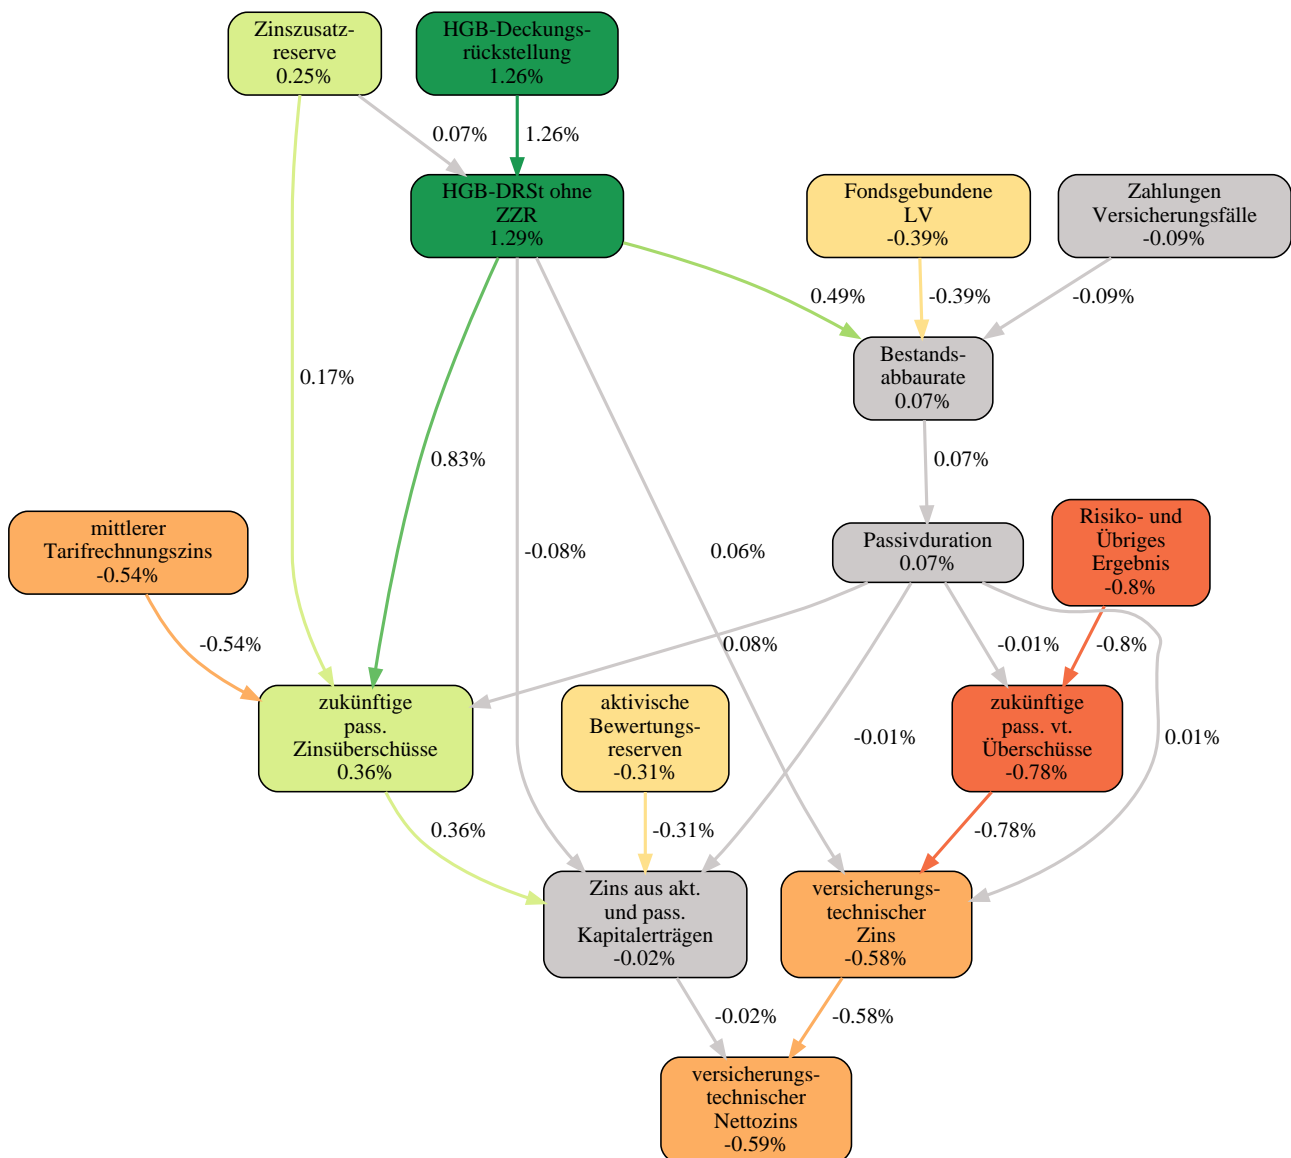 Zinszusatz-
reserve
0.25%
HGB-Deckungs-
rückstellung
1.26%
0.07%
1.26%
HGB-DRSt ohne
ZZR
1.29%
Fondsgebundene
LV
-0.39%
Zahlungen
Versicherungsfälle
-0.09%
0.49%
-0.39%
-0.09%
Bestands-
abbaurate
0.07%
0.17%
0.83%
0.07%
mittlerer
Tarifrechnungszins
-0.54%
-0.08%
0.06%
Passivduration
0.07%
Risiko- und
Übriges
Ergebnis
-0.8%
-0.54%
0.08%
-0.01%
-0.8%
zukünftige
pass.
Zinsüberschüsse
0.36%
aktivische
Bewertungs-
reserven
-0.31%
-0.01%
zukünftige
pass. vt.
Überschüsse
-0.78%
0.01%
0.36%
-0.31%
-0.78%
Zins aus akt.
und pass.
Kapitalerträgen
-0.02%
versicherungs-
technischer
Zins
-0.58%
-0.02%
-0.58%
versicherungs-
technischer
Nettozins
-0.59%